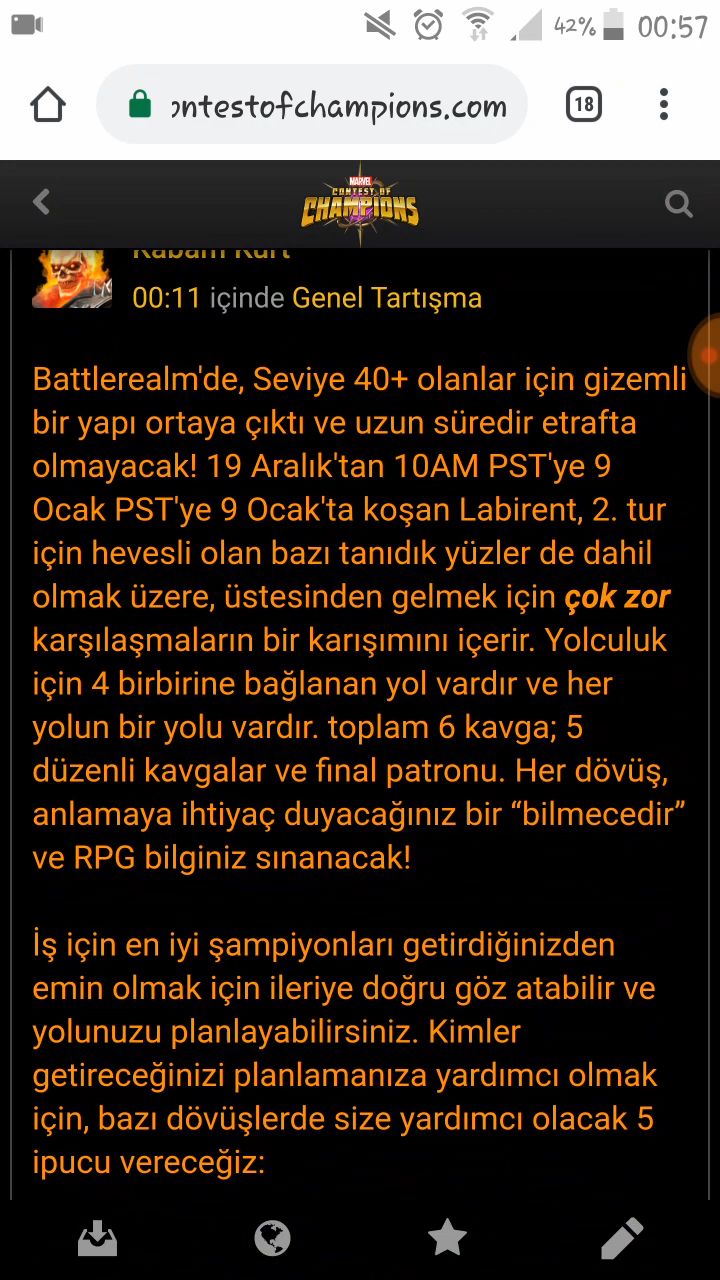 42% 00:57
ontestofchampions.com 18
MARVEL
CONTEST OF
CHAMPIONS
Kabam Kurt
00:11 içinde Genel Tartışma
Battlerealm'de, Seviye 40+ olanlar için gizemli
bir yapı ortaya çıktı ve uzun süredir etrafta
olmayacak! 19 Aralık'tan 10AM PST'ye 9
Ocak PST'ye 9 Ocak'ta koşan Labirent, 2. tur
için hevesli olan bazı tanıdık yüzler de dahil
olmak üzere, üstesinden gelmek için çok zor
karşılaşmaların bir karışımını içerir. Yolculuk
için 4 birbirine bağlanan yol vardır ve her
yolun bir yolu vardır. toplam 6 kavga; 5
düzenli kavgalar ve final patronu. Her dövüş,
anlamaya ihtiyaç duyacağınız bir “bilmecedir”
ve RPG bilginiz sınanacak!
İş için en iyi şampiyonları getirdiğinizden
emin olmak için ileriye doğru göz atabilir ve
yolunuzu planlayabilirsiniz. Kimler
getireceğinizi planlamanıza yardımcı olmak
için, bazı dövüşlerde size yardımcı olacak 5
ipucu vereceğiz: